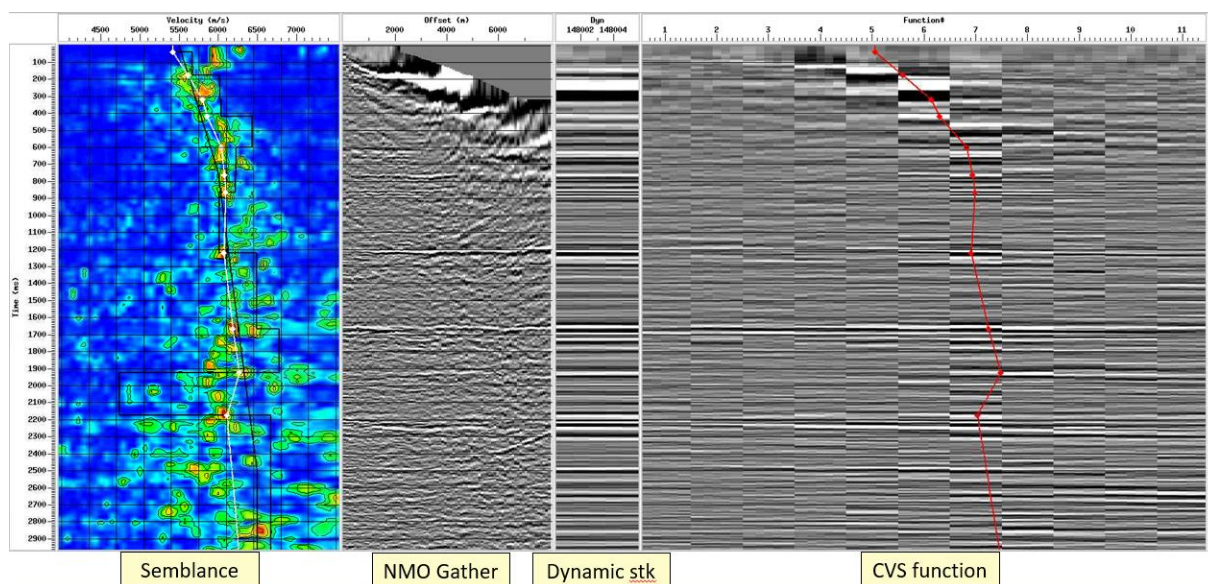 Velocity (m/s)
4500 5000 5500 6000 6500 7000
Offset (m)
2000 4000 6000
Dyn
148002 148004
Function#
1 2 3 4 5 6 7 8 9 10 11
Time (ms)
100
200
300
400
500
600
700
800
900
1000
1100
1200
1300
1400
1500
1600
1700
1800
1900
2000
2100
2200
2300
2400
2500
2600
2700
2800
2900
Semblance
NMO Gather
Dynamic stk
CVS function